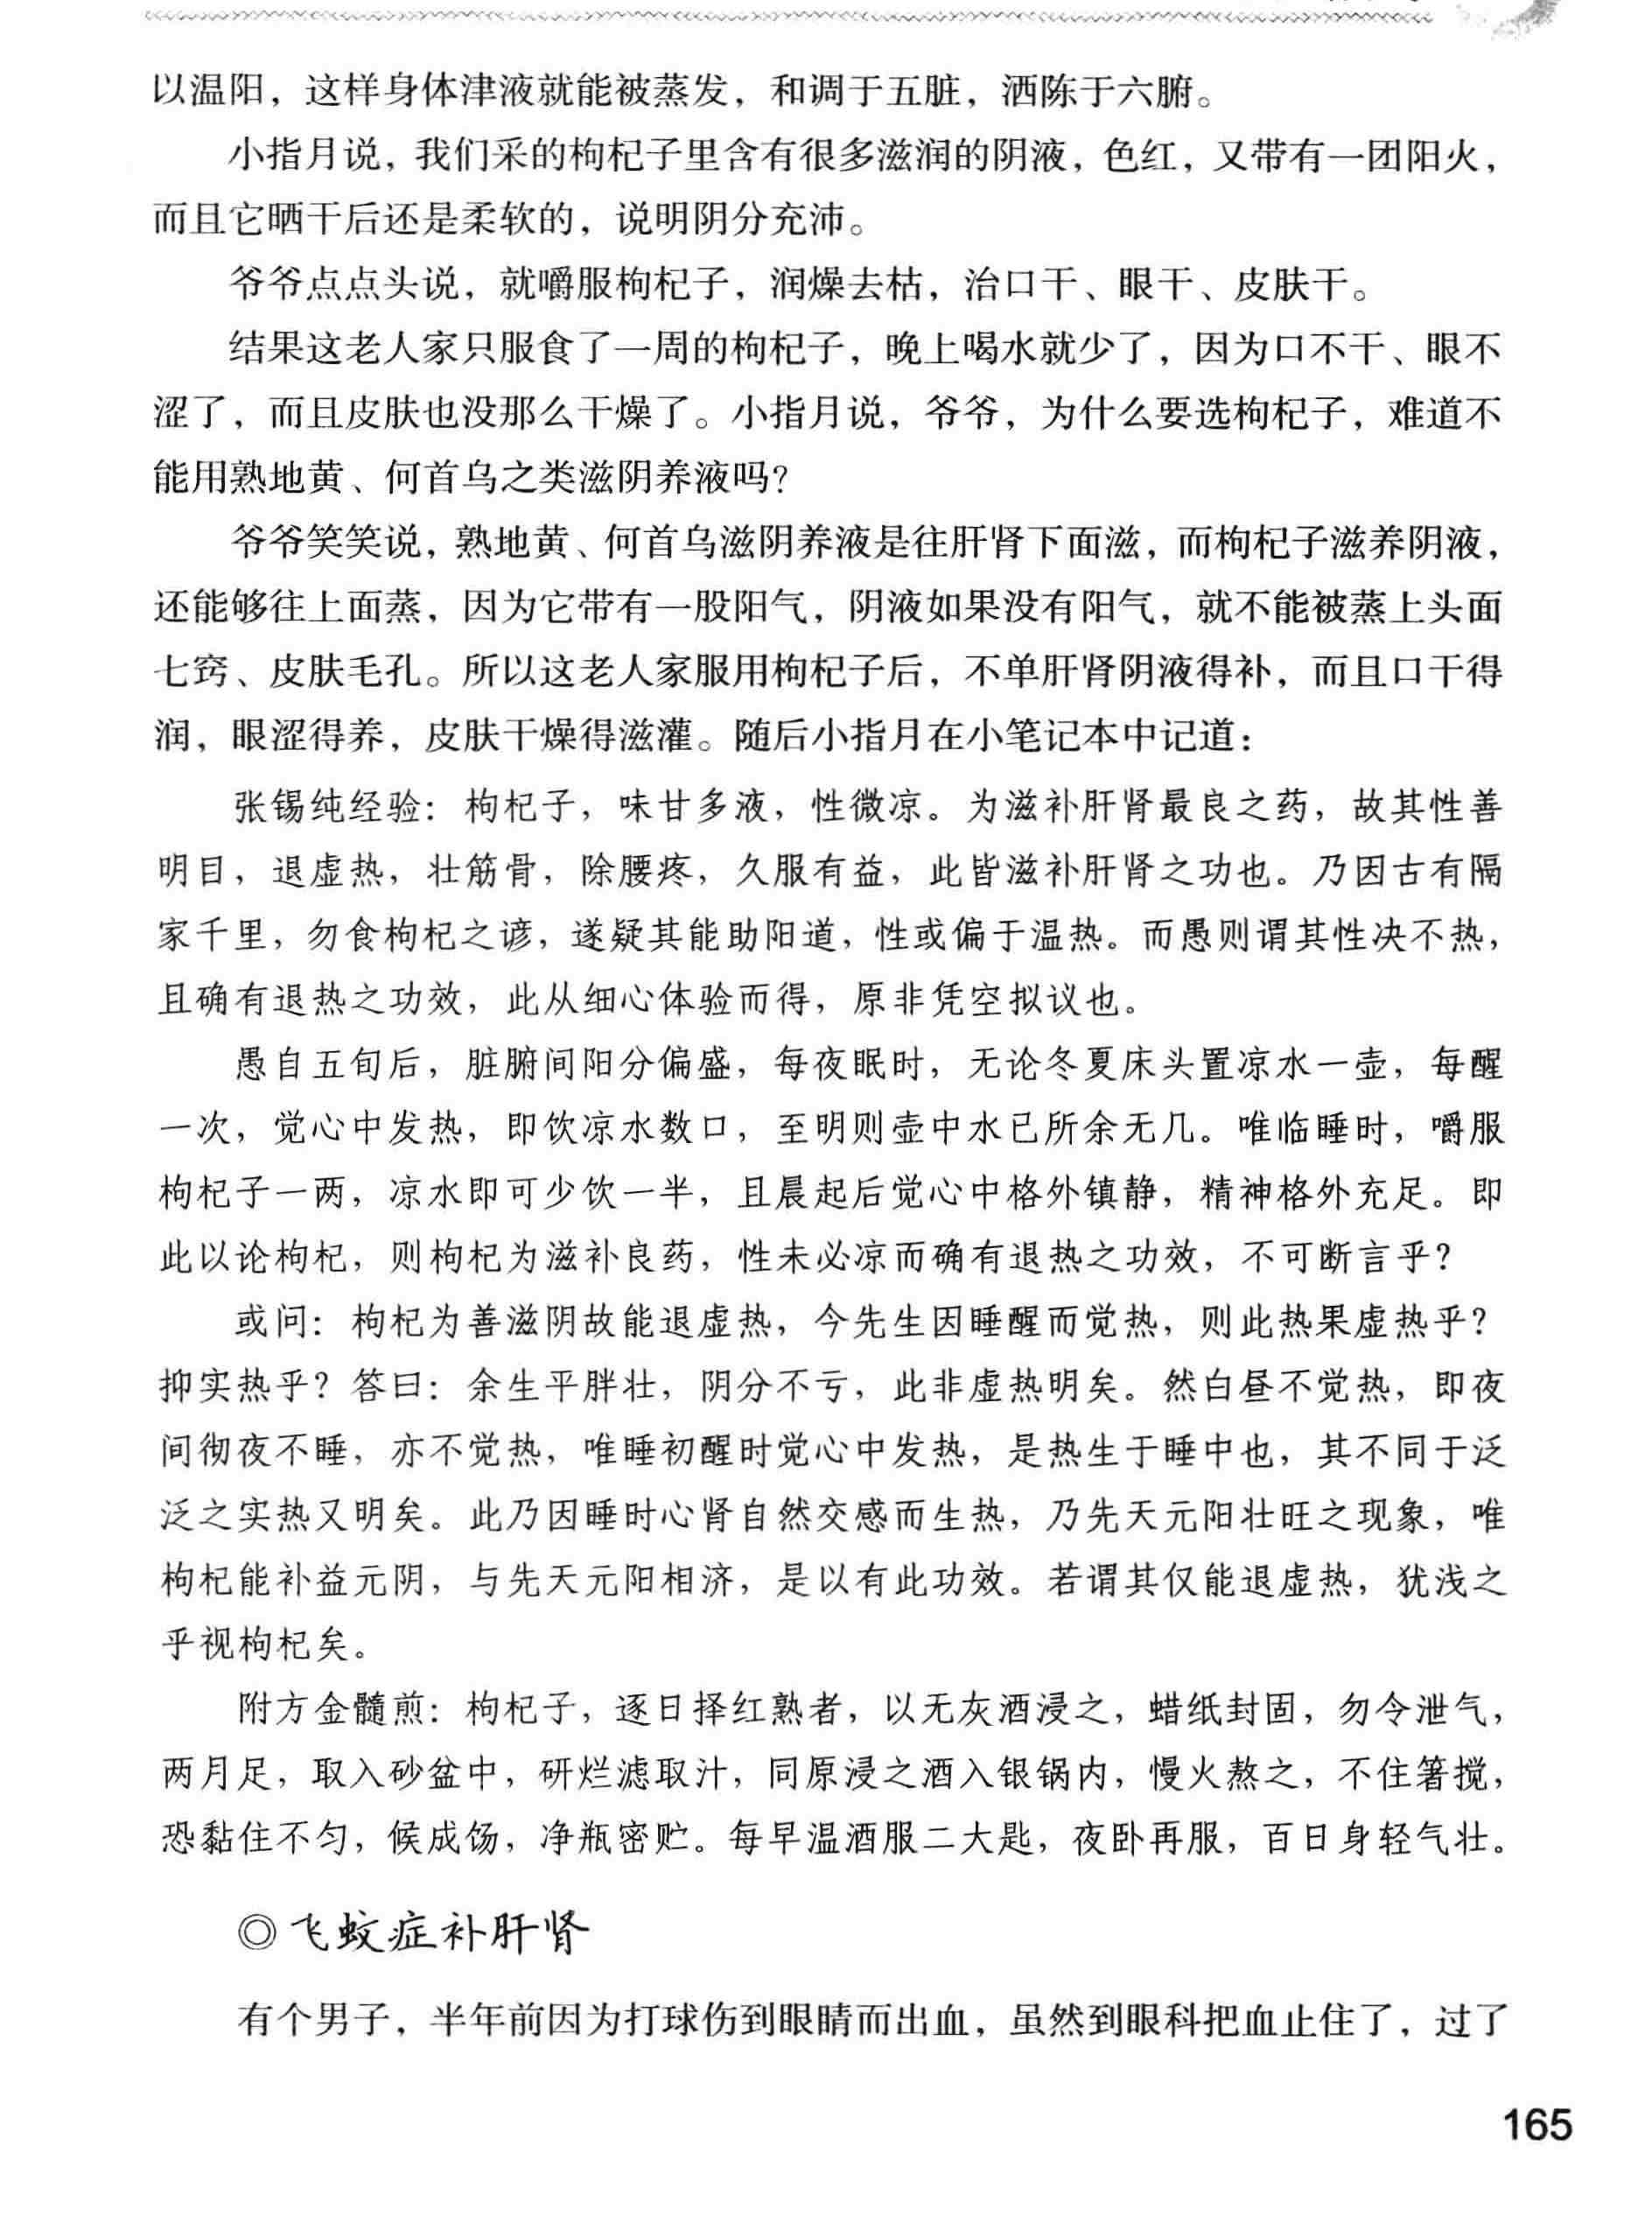 以温阳，这样身体津液就能被蒸发，和调于五脏，洒陈于六腑。
小指月说，我们采的枸杞子里含有很多滋润的阴液，色红，又带有一团阳火，
而且它晒干后还是柔软的，说明阴分充沛。
爷爷点点头说，就嚼服枸杞子，润燥去枯，治口干、眼干、皮肤干。
结果这老人家只服食了一周的枸杞子，晚上喝水就少了，因为口不干、眼不
涩了，而且皮肤也没那么干燥了。小指月说，爷爷，为什么要选枸杞子，难道不
能用熟地黄、何首乌之类滋阴养液吗？
爷爷笑笑说，熟地黄、何首乌滋阴养液是往肝肾下面滋，而枸杞子滋养阴液，
还能够往上面蒸，因为它带有一股阳气，阴液如果没有阳气，就不能被蒸上头面
七窍、皮肤毛孔。所以这老人家服用枸杞子后，不单肝肾阴液得补，而且口干得
润，眼涩得养，皮肤干燥得滋灌。随后小指月在小笔记本中记道：
张锡纯经验：枸杞子，味甘多液，性微凉。为滋补肝肾最良之药，故其性善
明目，退虚热，壮筋骨，除腰疼，久服有益，此皆滋补肝肾之功也。乃因古有隔
家千里，勿食枸杞之谚，遂疑其能助阳道，性或偏于温热。而愚则谓其性决不热，
且确有退热之功效，此从细心体验而得，原非凭空拟议也。
愚自五旬后，脏腑间阳分偏盛，每夜眠时，无论冬夏床头置凉水一壶，每醒
一次，觉心中发热，即饮凉水数口，至明则壶中水已所余无几。唯临睡时，嚼服
枸杞子一两，凉水即可少饮一半，且晨起后觉心中格外镇静，精神格外充足。即
此以论枸杞，则枸杞为滋补良药，性未必凉而确有退热之功效，不可断言乎？
或问：枸杞为善滋阴故能退虚热，今先生因睡醒而觉热，则此热果虚热乎？
抑实热乎？答曰：余生平胖壮，阴分不亏，此非虚热明矣。然白昼不觉热，即夜
间彻夜不睡，亦不觉热，唯睡初醒时觉心中发热，是热生于睡中也，其不同于泛
泛之实热又明矣。此乃因睡时心肾自然交感而生热，乃先天元阳壮旺之现象，唯
枸杞能补益元阴，与先天元阳相济，是以有此功效。若谓其仅能退虚热，犹浅之
乎视枸杞矣。
附方金髓煎：枸杞子，逐日择红熟者，以无灰酒浸之，蜡纸封固，勿令泄气，
两月足，取入砂盆中，研烂滤取汁，同原浸之酒入银锅内，慢火熬之，不住箸搅，
恐黏住不匀，候成饧，净瓶密贮。每早温酒服二大匙，夜卧再服，百日身轻气壮。
◎飞蚊症补肝肾
有个男子，半年前因为打球伤到眼睛而出血，虽然到眼科把血止住了，过了
165